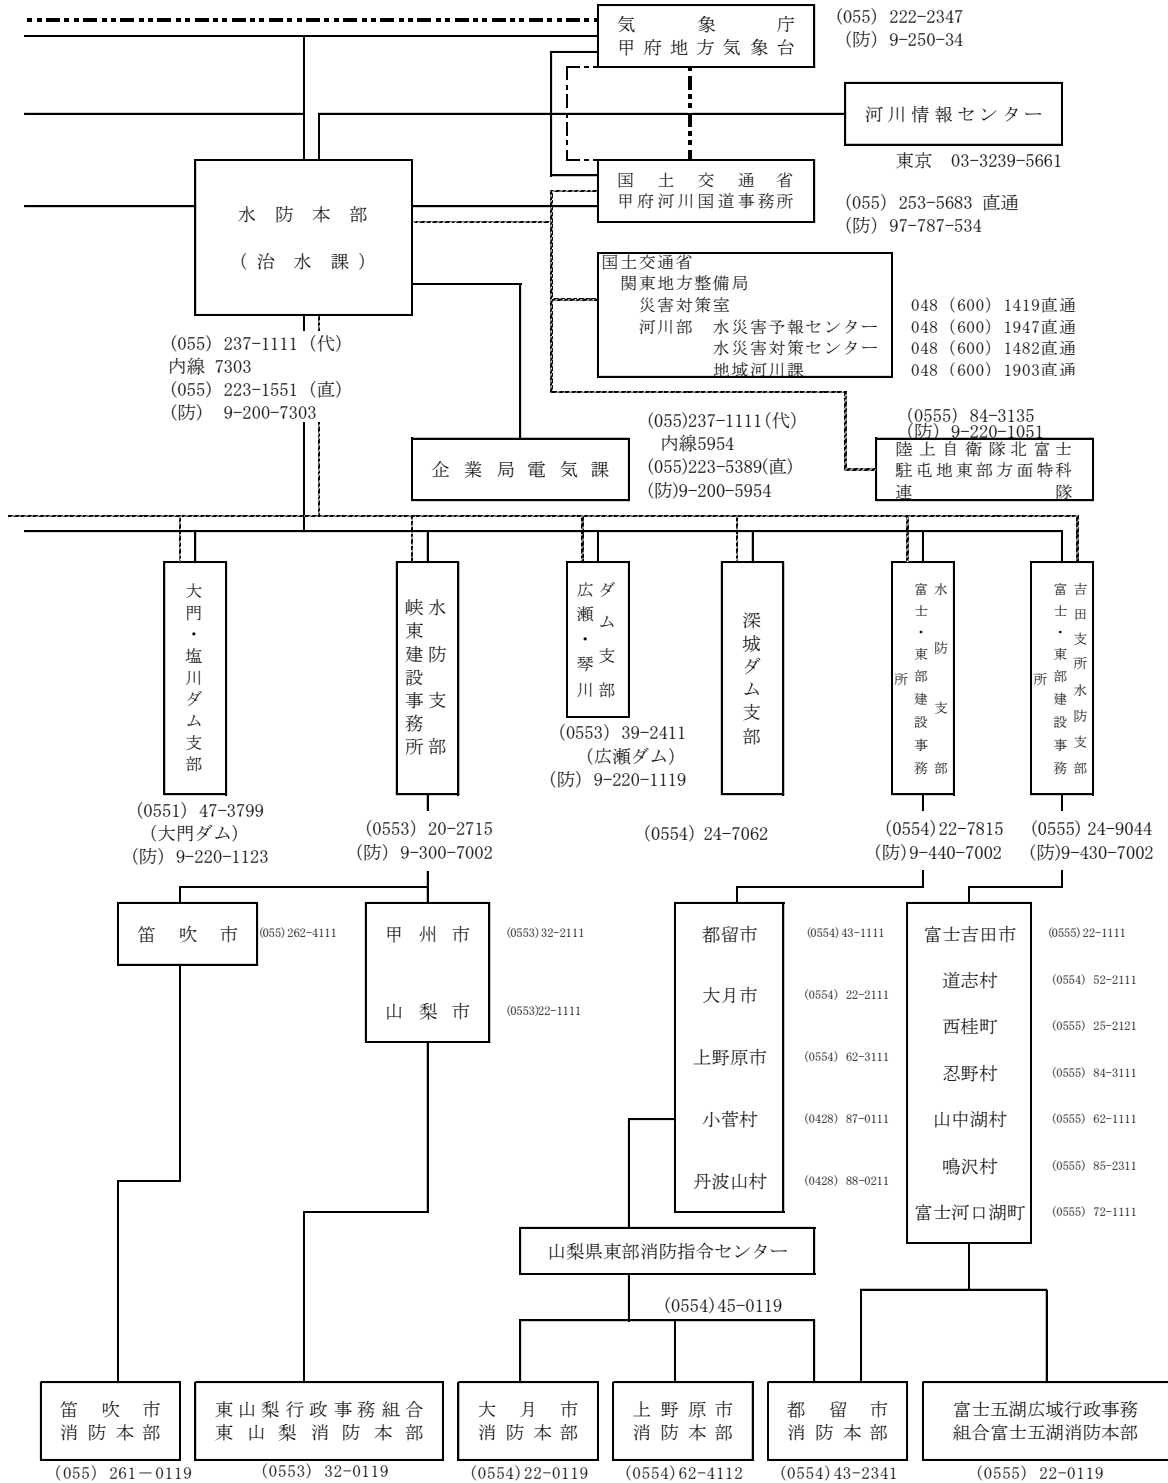 気象庁
甲府地方気象台
(055) 222-2347
(防) 9-250-34
河川情報センター
東京 03-3239-5661
国土交通省
甲府河川国道事務所
(055) 253-5683 直通
(防) 97-787-534
水防本部
(治水課)
(055) 237-1111 (代)
内線 7303
(055) 223-1551 (直)
(防) 9-200-7303
国土交通省
関東地方整備局
災害対策室 048 (600) 1419直通
河川部 水災害予報センター 048 (600) 1947直通
水災害対策センター 048 (600) 1482直通
地域河川課 048 (600) 1903直通
企業局電気課
(055)237-1111(代)
内線5954
(055)223-5389(直)
(防)9-200-5954
(0555) 84-3135
(防) 9-220-1051
陸上自衛隊北富士
駐屯地東部方面特科
連隊
大門・塩川ダム支部
(0551) 47-3799
(大門ダム)
(防) 9-220-1123
水防支部
峡東建設事務所
(0553) 20-2715
(防) 9-300-7002
ダム支部
広瀬・琴川
(0553) 39-2411
(広瀬ダム)
(防) 9-220-1119
深城ダム支部
(0554) 24-7062
水防支部
富士・東部建設事務
所
(0554)22-7815
(防)9-440-7002
吉田支所水防支部
富士・東部建設事務
所
(0555) 24-9044
(防)9-430-7002
笛吹市 (055)262-4111
甲州市 (0553)32-2111
山梨市 (0553)22-1111
都留市 (0554)43-1111
大月市 (0554) 22-2111
上野原市 (0554) 62-3111
小菅村 (0428) 87-0111
丹波山村 (0428) 88-0211
富士吉田市 (0555)22-1111
道志村 (0554) 52-2111
西桂町 (0555) 25-2121
忍野村 (0555) 84-3111
山中湖村 (0555) 62-1111
鳴沢村 (0555) 85-2311
富士河口湖町 (0555) 72-1111
山梨県東部消防指令センター
(0554)45-0119
笛吹市
消防本部
(055) 261－0119
東山梨行政事務組合
東山梨消防本部
(0553) 32-0119
大月市
消防本部
(0554)22-0119
上野原市
消防本部
(0554)62-4112
都留市
消防本部
(0554)43-2341
富士五湖広域行政事務
組合富士五湖消防本部
(0555) 22-0119